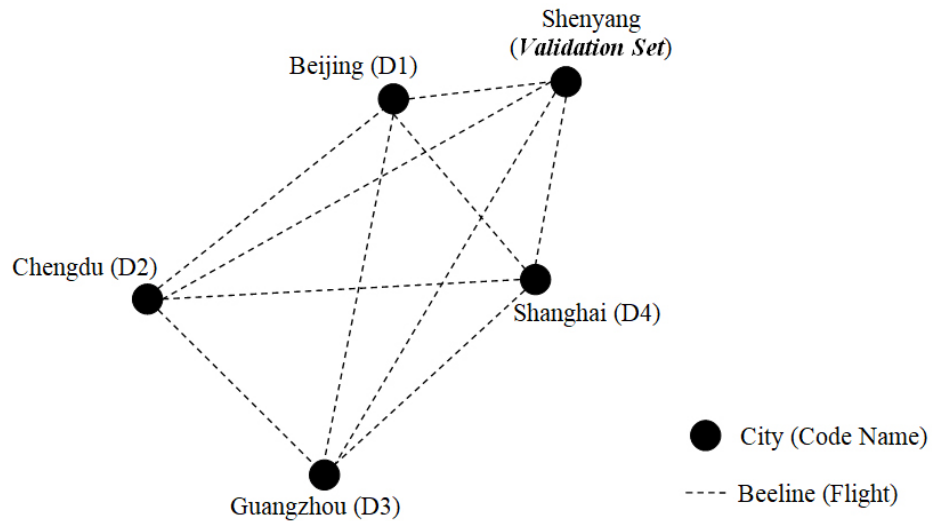 Shenyang
(Validation Set)
Beijing (D1)
Chengdu (D2)
Shanghai (D4)
Guangzhou (D3)
City (Code Name)
Beeline (Flight)